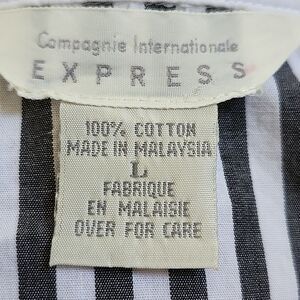 Compagnie Internationale
EXPRESS
100% COTTON
MADE IN MALAYSIA
L
FABRIQUE
EN MALAISIE
OVER FOR CARE